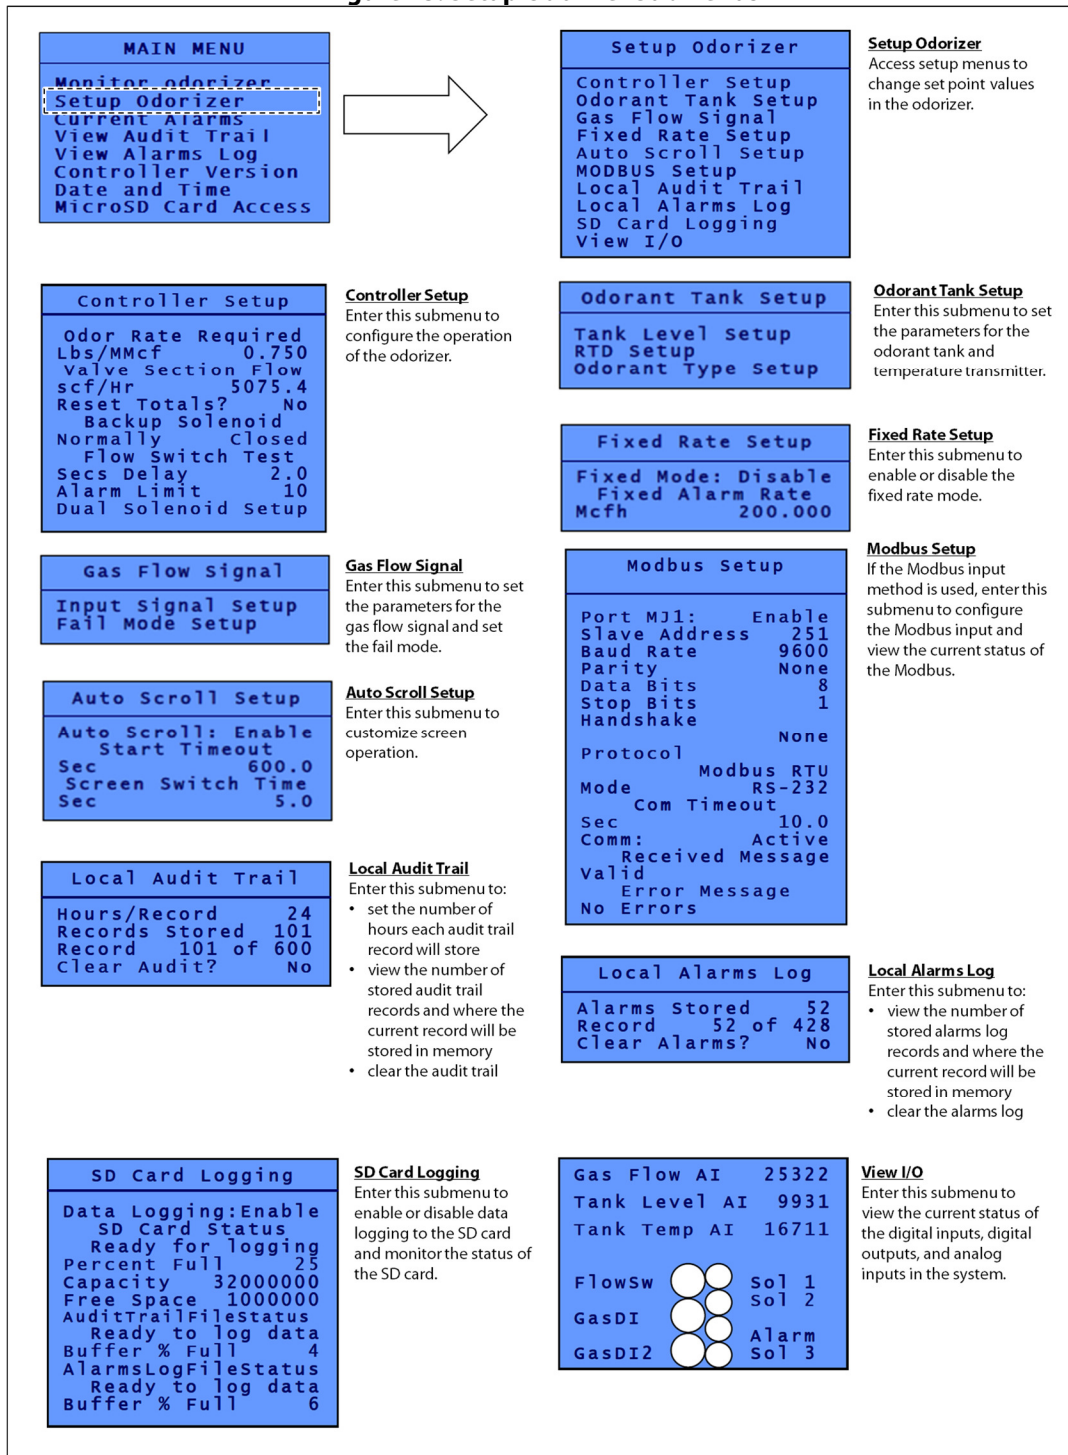 MAIN MENU
Monitor odorizer
Setup Odorizer
Current Alarms
View Audit Trail
View Alarms Log
Controller Version
Date and Time
MicroSD Card Access
Setup Odorizer
Controller Setup
Odorant Tank Setup
Gas Flow Signal
Fixed Rate Setup
Auto Scroll Setup
MODBUS Setup
Local Audit Trail
Local Alarms Log
SD Card Logging
View I/O
Setup Odorizer
Access setup menus to
change set point values
in the odorizer.
Controller Setup
Odor Rate Required
Lbs/MMcf 0.750
Valve Section Flow
scf/Hr 5075.4
Reset Totals? No
Backup Solenoid
Normally Closed
Flow Switch Test
Secs Delay 2.0
Alarm Limit 10
Dual Solenoid Setup
Controller Setup
Enter this submenu to
configure the operation
of the odorizer.
Odorant Tank Setup
Tank Level Setup
RTD Setup
Odorant Type Setup
Odorant Tank Setup
Enter this submenu to set
the parameters for the
odorant tank and
temperature transmitter.
Fixed Rate Setup
Fixed Mode: Disable
Fixed Alarm Rate
Mcfh 200.000
Fixed Rate Setup
Enter this submenu to
enable or disable the
fixed rate mode.
Gas Flow Signal
Input Signal Setup
Fail Mode Setup
Gas Flow Signal
Enter this submenu to set
the parameters for the
gas flow signal and set
the fail mode.
Modbus Setup
Port MJ1: Enable
Slave Address 251
Baud Rate 9600
Parity None
Data Bits 8
Stop Bits 1
Handshake
None
Protocol
Modbus RTU
Mode RS-232
Com Timeout
Sec 10.0
Comm: Active
Received Message
Valid
Error Message
No Errors
Modbus Setup
If the Modbus input
method is used, enter this
submenu to configure
the Modbus input and
view the current status of
the Modbus.
Auto Scroll Setup
Auto Scroll: Enable
Start Timeout
Sec 600.0
Screen Switch Time
Sec 5.0
Auto Scroll Setup
Enter this submenu to
customize screen
operation.
Local Audit Trail
Hours/Record 24
Records Stored 101
Record 101 of 600
Clear Audit? No
Local Audit Trail
Enter this submenu to:
• set the number of
hours each audit trail
record will store
• view the number of
stored audit trail
records and where the
current record will be
stored in memory
• clear the audit trail
Local Alarms Log
Alarms Stored 52
Record 52 of 428
Clear Alarms? No
Local Alarms Log
Enter this submenu to:
• view the number of
stored alarms log
records and where the
current record will be
stored in memory
• clear the alarms log
SD Card Logging
Data Logging:Enable
SD Card Status
Ready for logging
Percent Full 25
Capacity 32000000
Free Space 1000000
AuditTrailFileStatus
Ready to log data
Buffer % Full 4
AlarmsLogFileStatus
Ready to log data
Buffer % Full 6
SD Card Logging
Enter this submenu to
enable or disable data
logging to the SD card
and monitor the status of
the SD card.
Gas Flow AI 25322
Tank Level AI 9931
Tank Temp AI 16711
FlowSw Sol 1
Sol 2
GasDI
Alarm
GasDI2 Sol 3
View I/O
Enter this submenu to
view the current status of
the digital inputs, digital
outputs, and analog
inputs in the system.